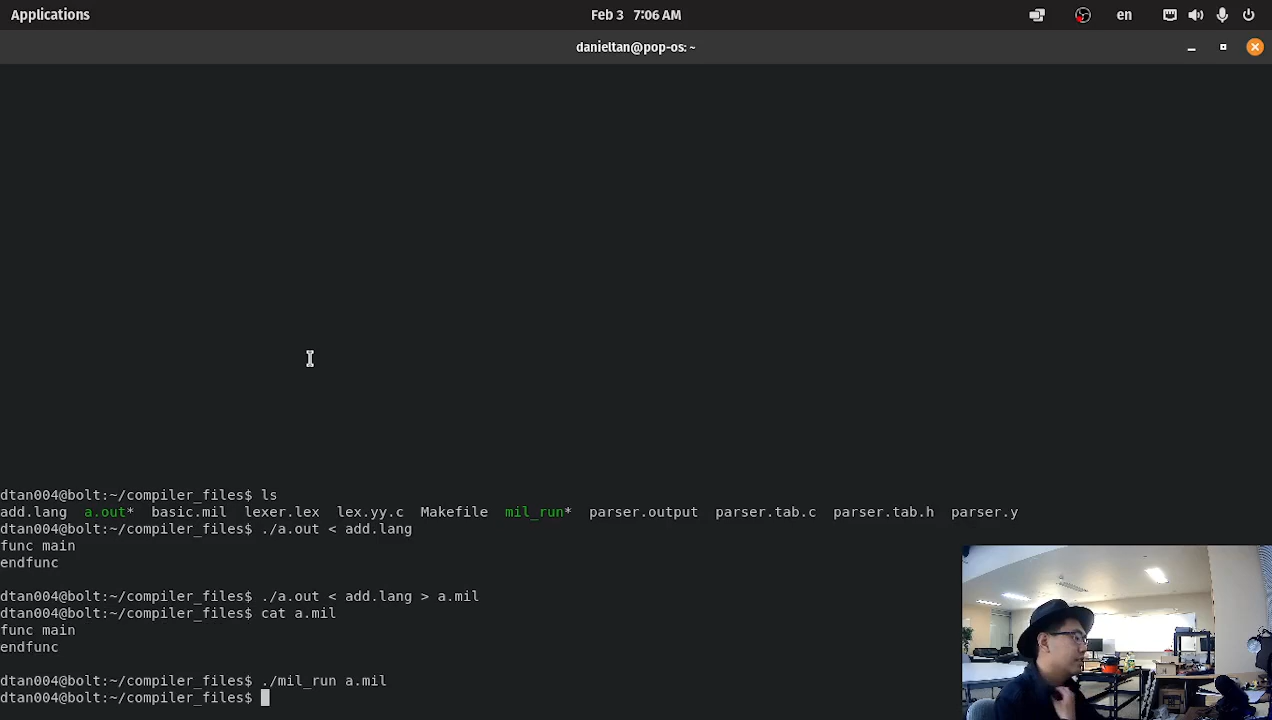 Applications
Feb 3 7:06 AM
en
danieltan@pop-os: ~
dtan004@bolt:~/compiler_files$ ls
add.lang a.out* basic.mil lexer.lex lex.yy.c Makefile mil_run* parser.output parser.tab.c parser.tab.h parser.y
dtan004@bolt:~/compiler_files$ ./a.out < add.lang
func main
endfunc
dtan004@bolt:~/compiler_files$ ./a.out < add.lang > a.mil
dtan004@bolt:~/compiler_files$ cat a.mil
func main
endfunc
dtan004@bolt:~/compiler_files$ ./mil_run a.mil
dtan004@bolt:~/compiler_files$